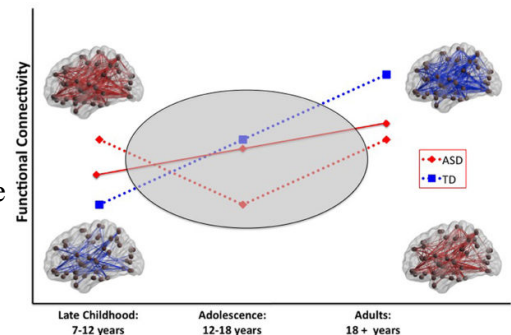 Functional Connectivity
ASD
TD
Late Childhood:
7-12 years
Adolescence:
12-18 years
Adults:
18 + years